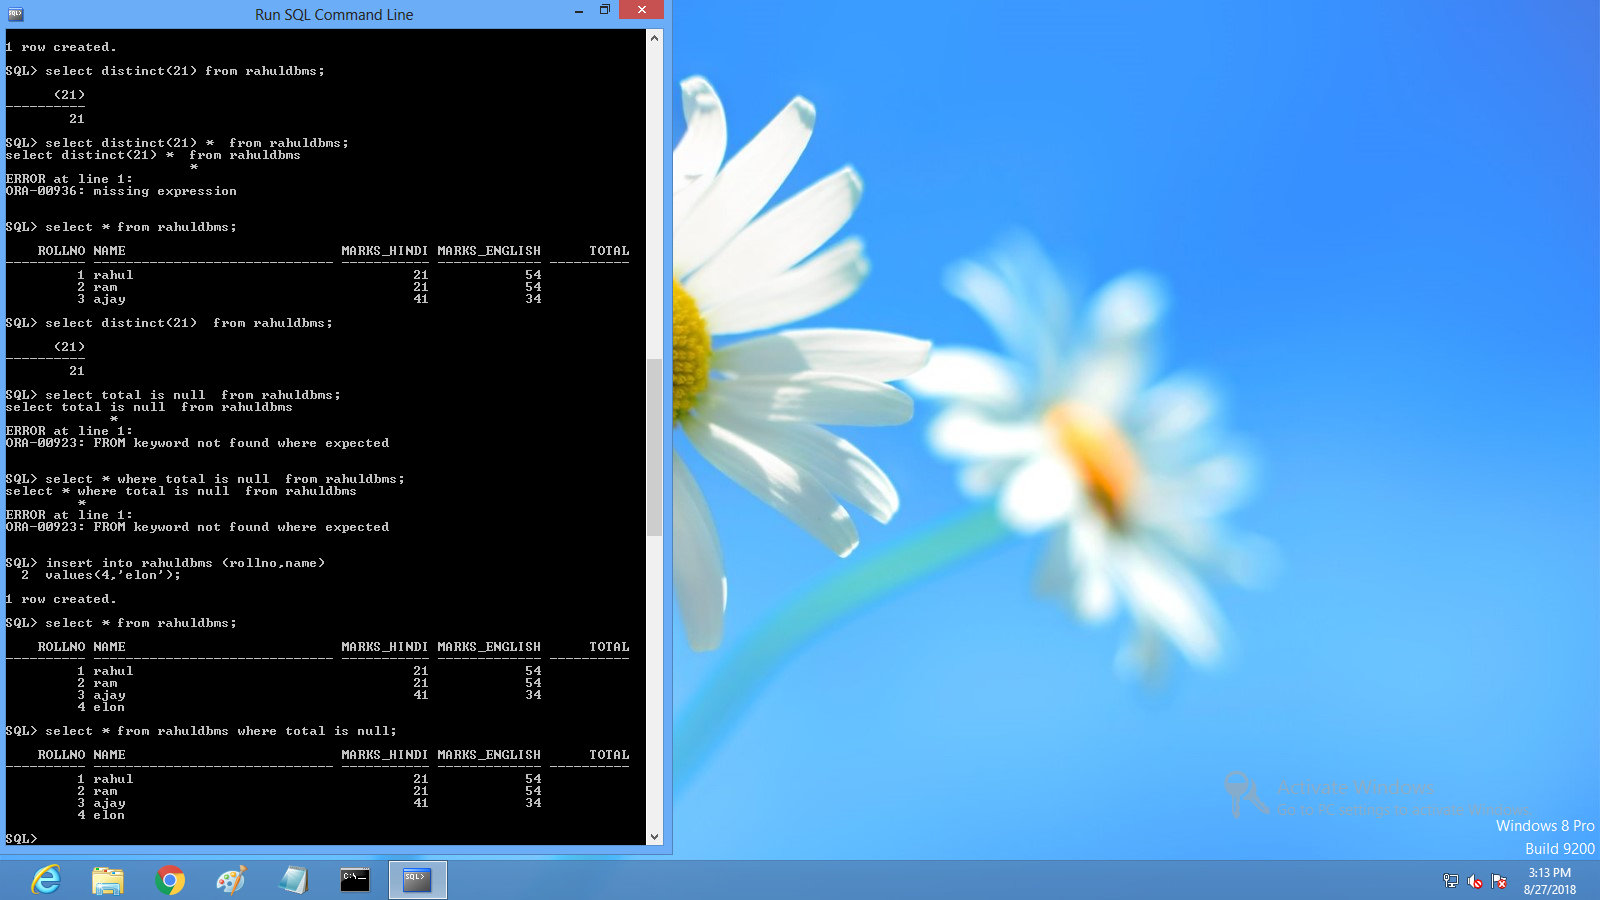 Run SQL Command Line
1 row created.
SQL> select distinct(21) from rahuldbms;
(21)
----------
21
SQL> select distinct(21) *  from rahuldbms;
select distinct(21) *  from rahuldbms
*
ERROR at line 1:
ORA-00936: missing expression
SQL> select * from rahuldbms;
ROLLNO NAME                           MARKS_HINDI MARKS_ENGLISH      TOTAL
---------- ------------------------------ ----------- ------------- ----------
1 rahul                                   21            54
2 ram                                     21            54
3 ajay                                    41            34
SQL> select distinct(21)  from rahuldbms;
(21)
----------
21
SQL> select total is null  from rahuldbms;
select total is null  from rahuldbms
*
ERROR at line 1:
ORA-00923: FROM keyword not found where expected
SQL> select * where total is null  from rahuldbms;
select * where total is null  from rahuldbms
*
ERROR at line 1:
ORA-00923: FROM keyword not found where expected
SQL> insert into rahuldbms (rollno,name)
2  values(4,'elon');
1 row created.
SQL> select * from rahuldbms;
ROLLNO NAME                           MARKS_HINDI MARKS_ENGLISH      TOTAL
---------- ------------------------------ ----------- ------------- ----------
1 rahul                                   21            54
2 ram                                     21            54
3 ajay                                    41            34
4 elon
SQL> select * from rahuldbms where total is null;
ROLLNO NAME                           MARKS_HINDI MARKS_ENGLISH      TOTAL
---------- ------------------------------ ----------- ------------- ----------
1 rahul                                   21            54
2 ram                                     21            54
3 ajay                                    41            34
4 elon
SQL>
Activate Windows
Go to PC settings to activate Windows.
Windows 8 Pro
Build 9200
C:\_
SQL>
3:13 PM
8/27/2018